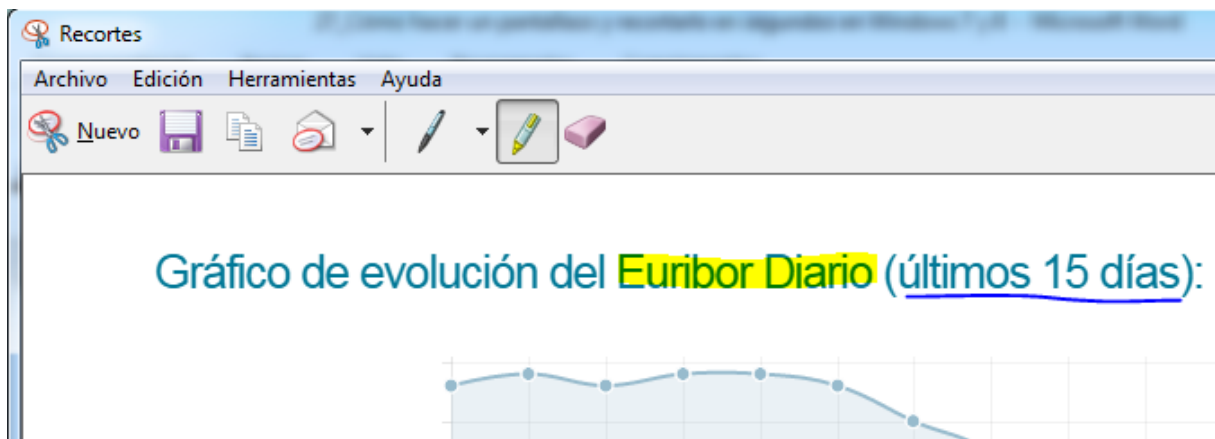 Recortes
Archivo Edición Herramientas Ayuda
Nuevo
Gráfico de evolución del Euribor Diario (últimos 15 días):